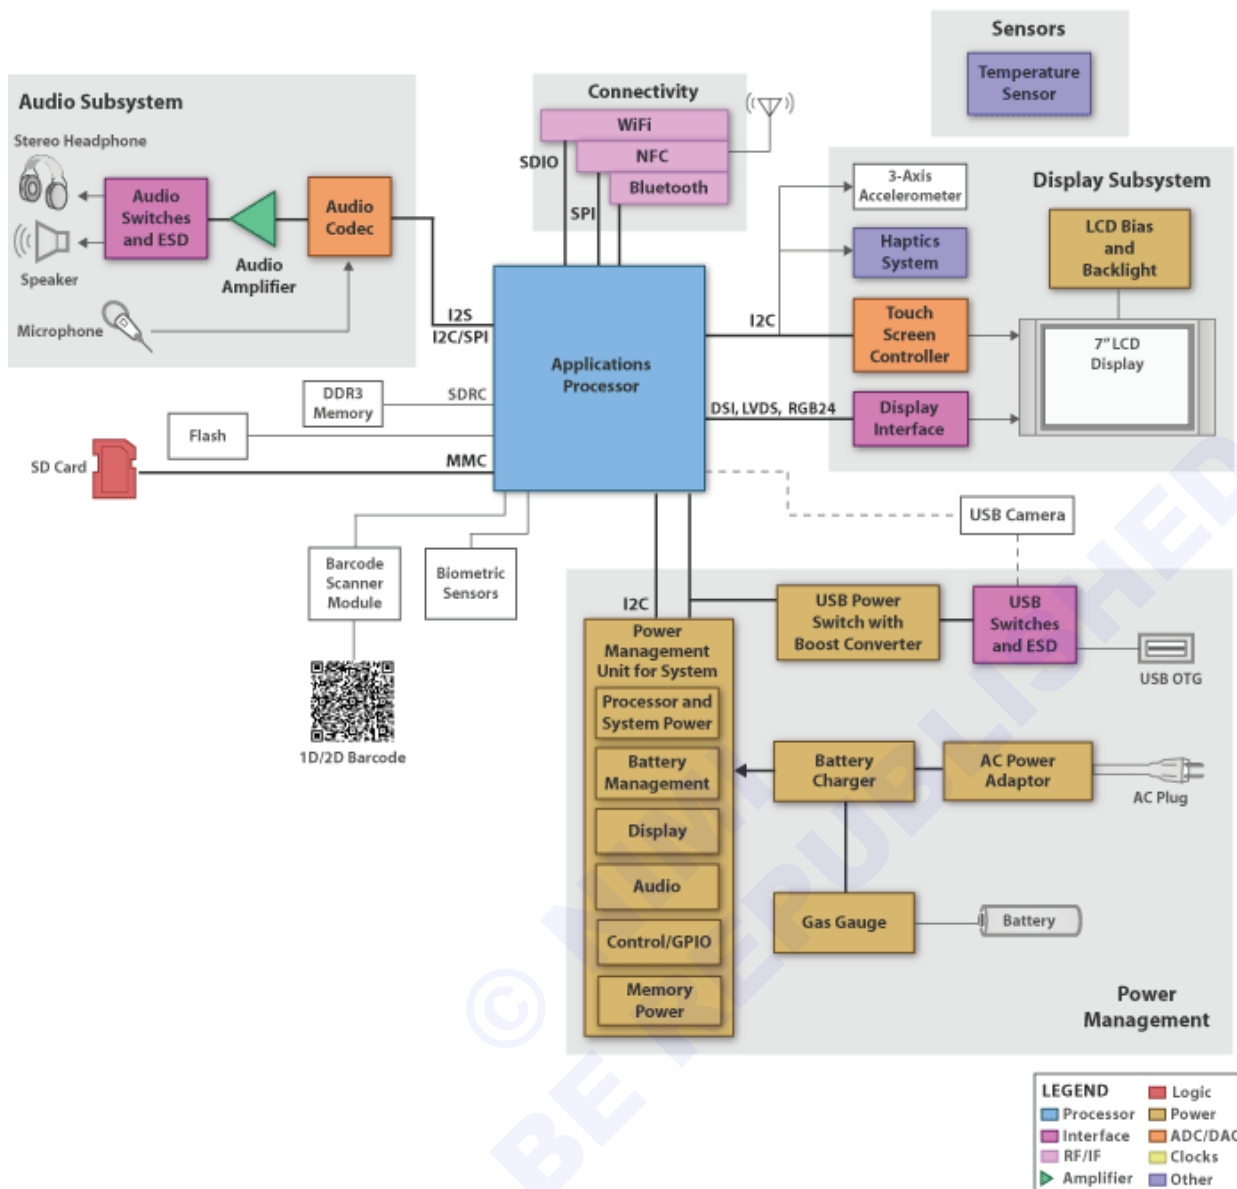 Sensors
Temperature
Sensor
Audio Subsystem
Stereo Headphone
Audio
Switches
and ESD
Audio
Codec
Audio
Amplifier
Speaker
Microphone
Connectivity
WiFi
NFC
Bluetooth
SDIO
SPI
Display Subsystem
3-Axis
Accelerometer
Haptics
System
LCD Bias
and
Backlight
Touch
Screen
Controller
7" LCD
Display
Display
Interface
I2S
I2C/SPI
I2C
DSI, LVDS, RGB24
Applications
Processor
DDR3
Memory
SDRC
Flash
SD Card
MMC
Barcode
Scanner
Module
Biometric
Sensors
1D/2D Barcode
USB Camera
I2C
Power
Management
Unit for System
Processor and
System Power
Battery
Management
Display
Audio
Control/GPIO
Memory
Power
USB Power
Switch with
Boost Converter
USB
Switches
and ESD
USB OTG
Battery
Charger
AC Power
Adaptor
AC Plug
Gas Gauge
Battery
Power
Management
LEGEND
Processor
Interface
RF/IF
Amplifier
Logic
Power
ADC/DAC
Clocks
Other
© NIMI
BE REPUBLISHED